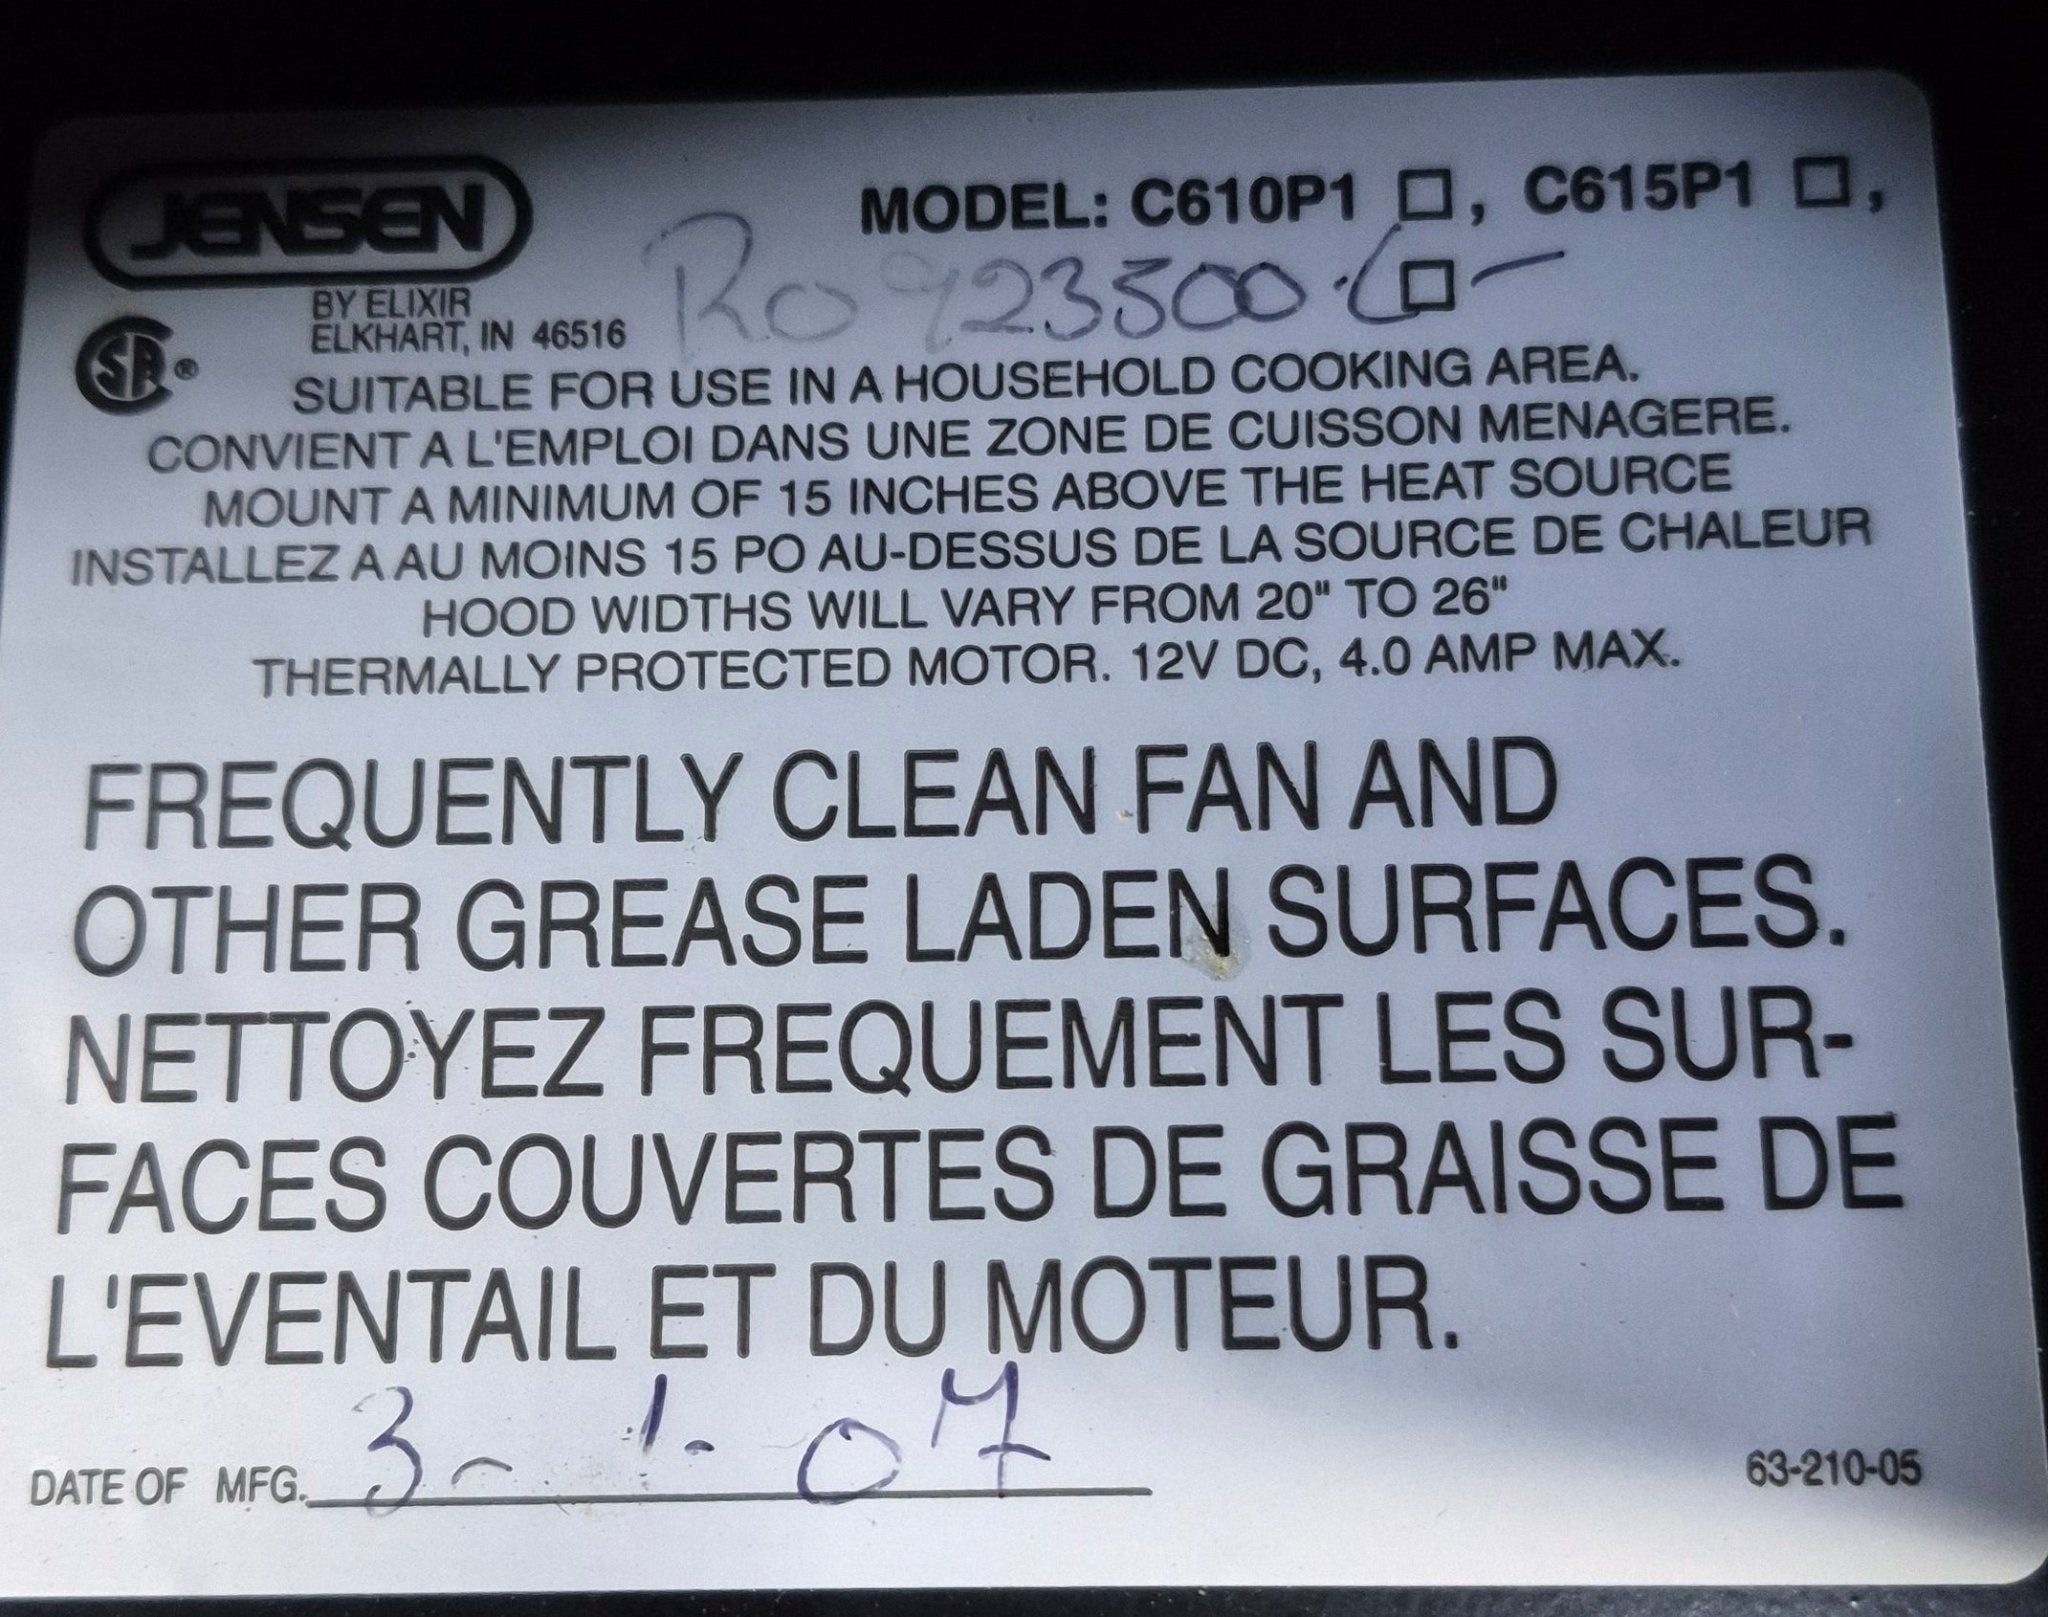 JENSEN
MODEL: C610P1 □, C615P1 □,
BY ELIXIR
ELKHART, IN 46516
SA®
SUITABLE FOR USE IN A HOUSEHOLD COOKING AREA.
CONVIENT A L'EMPLOI DANS UNE ZONE DE CUISSON MENAGERE.
MOUNT A MINIMUM OF 15 INCHES ABOVE THE HEAT SOURCE
INSTALLEZ A AU MOINS 15 PO AU-DESSUS DE LA SOURCE DE CHALEUR
HOOD WIDTHS WILL VARY FROM 20" TO 26"
THERMALLY PROTECTED MOTOR. 12V DC, 4.0 AMP MAX.
FREQUENTLY CLEAN FAN AND
OTHER GREASE LADEN SURFACES.
NETTOYEZ FREQUEMENT LES SUR-
FACES COUVERTES DE GRAISSE DE
L'EVENTAIL ET DU MOTEUR.
DATE OF MFG. 3-1-07
63-210-05